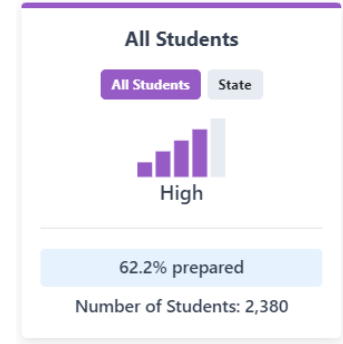 All Students
All Students State
High
62.2% prepared
Number of Students: 2,380